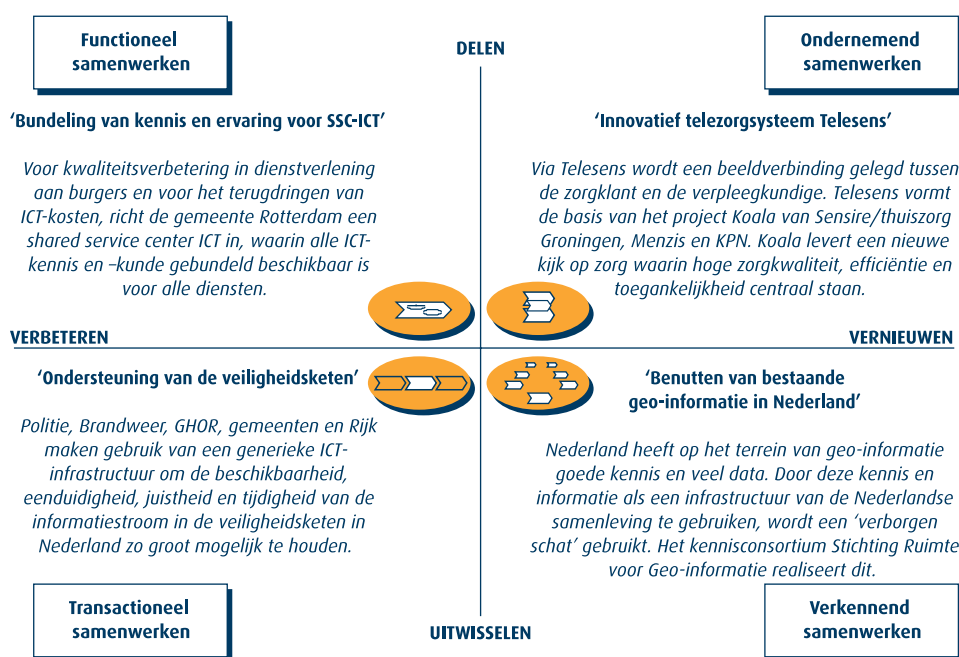 Functioneel
samenwerken
DELEN
Ondernemend
samenwerken
‘Bundeling van kennis en ervaring voor SSC-ICT’
Voor kwaliteitsverbetering in dienstverlening
aan burgers en voor het terugdringen van
ICT-kosten, richt de gemeente Rotterdam een
shared service center ICT in, waarin alle ICT-
kennis en –kunde gebundeld beschikbaar is
voor alle diensten.
‘Innovatief telezorgsysteem Telesens’
Via Telesens wordt een beeldverbinding gelegd tussen
de zorgklant en de verpleegkundige. Telesens vormt
de basis van het project Koala van Sensire/thuiszorg
Groningen, Menzis en KPN. Koala levert een nieuwe
kijk op zorg waarin hoge zorgkwaliteit, efficiëntie en
toegankelijkheid centraal staan.
VERBETEREN
VERNIEUWEN
‘Ondersteuning van de veiligheidsketen’
Politie, Brandweer, GHOR, gemeenten en Rijk
maken gebruik van een generieke ICT-
infrastructuur om de beschikbaarheid,
eenduidigheid, juistheid en tijdigheid van de
informatiestroom in de veiligheidsketen in
Nederland zo groot mogelijk te houden.
‘Benutten van bestaande
geo-informatie in Nederland’
Nederland heeft op het terrein van geo-informatie
goede kennis en veel data. Door deze kennis en
informatie als een infrastructuur van de Nederlandse
samenleving te gebruiken, wordt een ‘verborgen
schat’ gebruikt. Het kennisconsortium Stichting Ruimte
voor Geo-informatie realiseert dit.
Transactioneel
samenwerken
UITWISSELEN
Verkennend
samenwerken